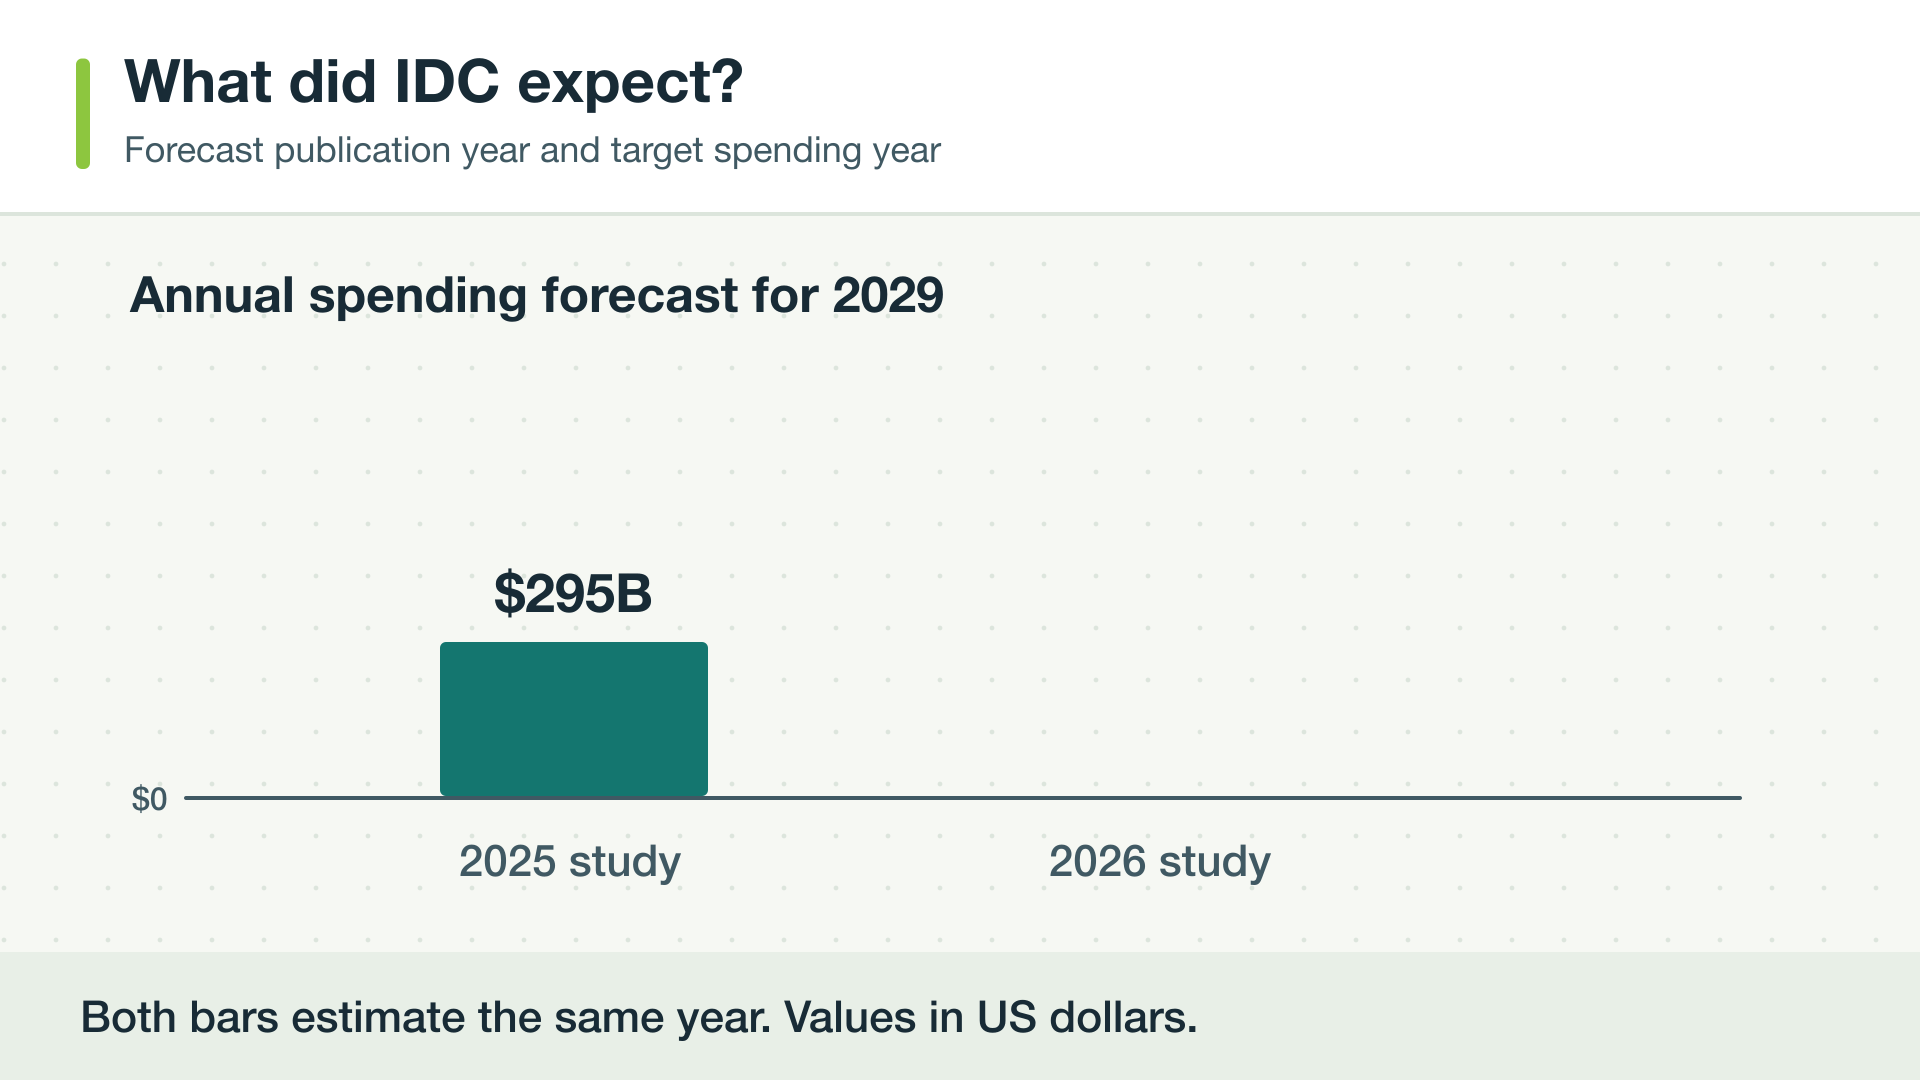 What did IDC expect?
Forecast publication year and target spending year
Annual spending forecast for 2029
$295B
$0
2025 study
2026 study
Both bars estimate the same year. Values in US dollars.